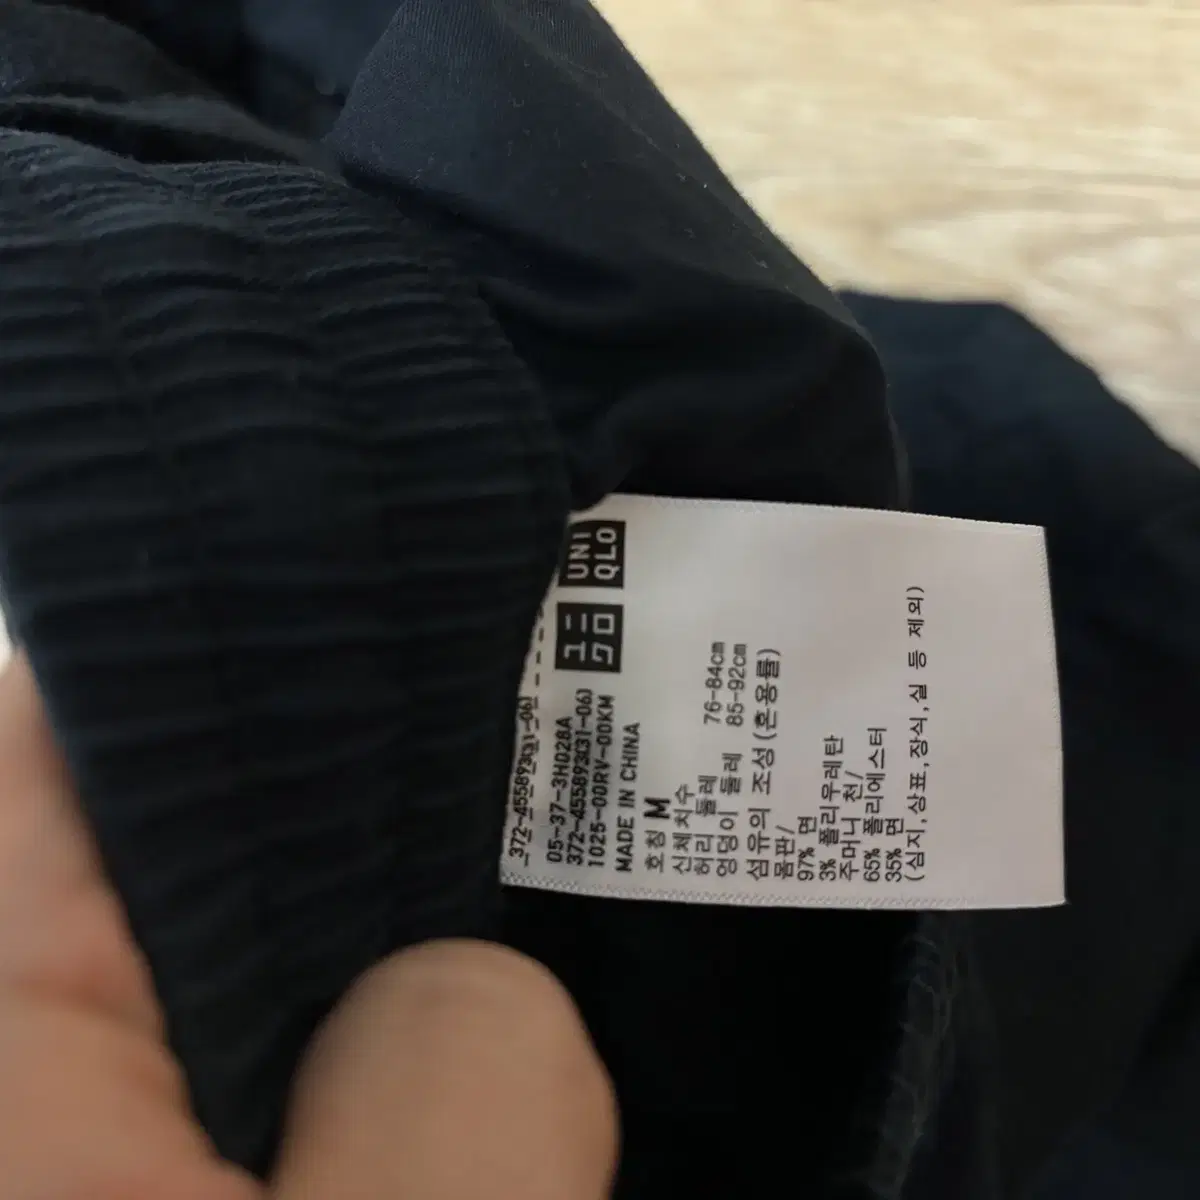 UNI
QLO
ユニ
クロ
372-455893(31-06)
05-37-3H028A
372-455893(31-06)
1025-00RV-00KM
MADE IN CHINA
호칭 M
신체치수
허리 둘레 76-84cm
엉덩이 둘레 85-92cm
섬유의 조성(혼용률)
몸판/
97% 면
3% 폴리우레탄
주머니 천/
65% 폴리에스터
35% 면
(심지,상표,장식,실 등 제외)